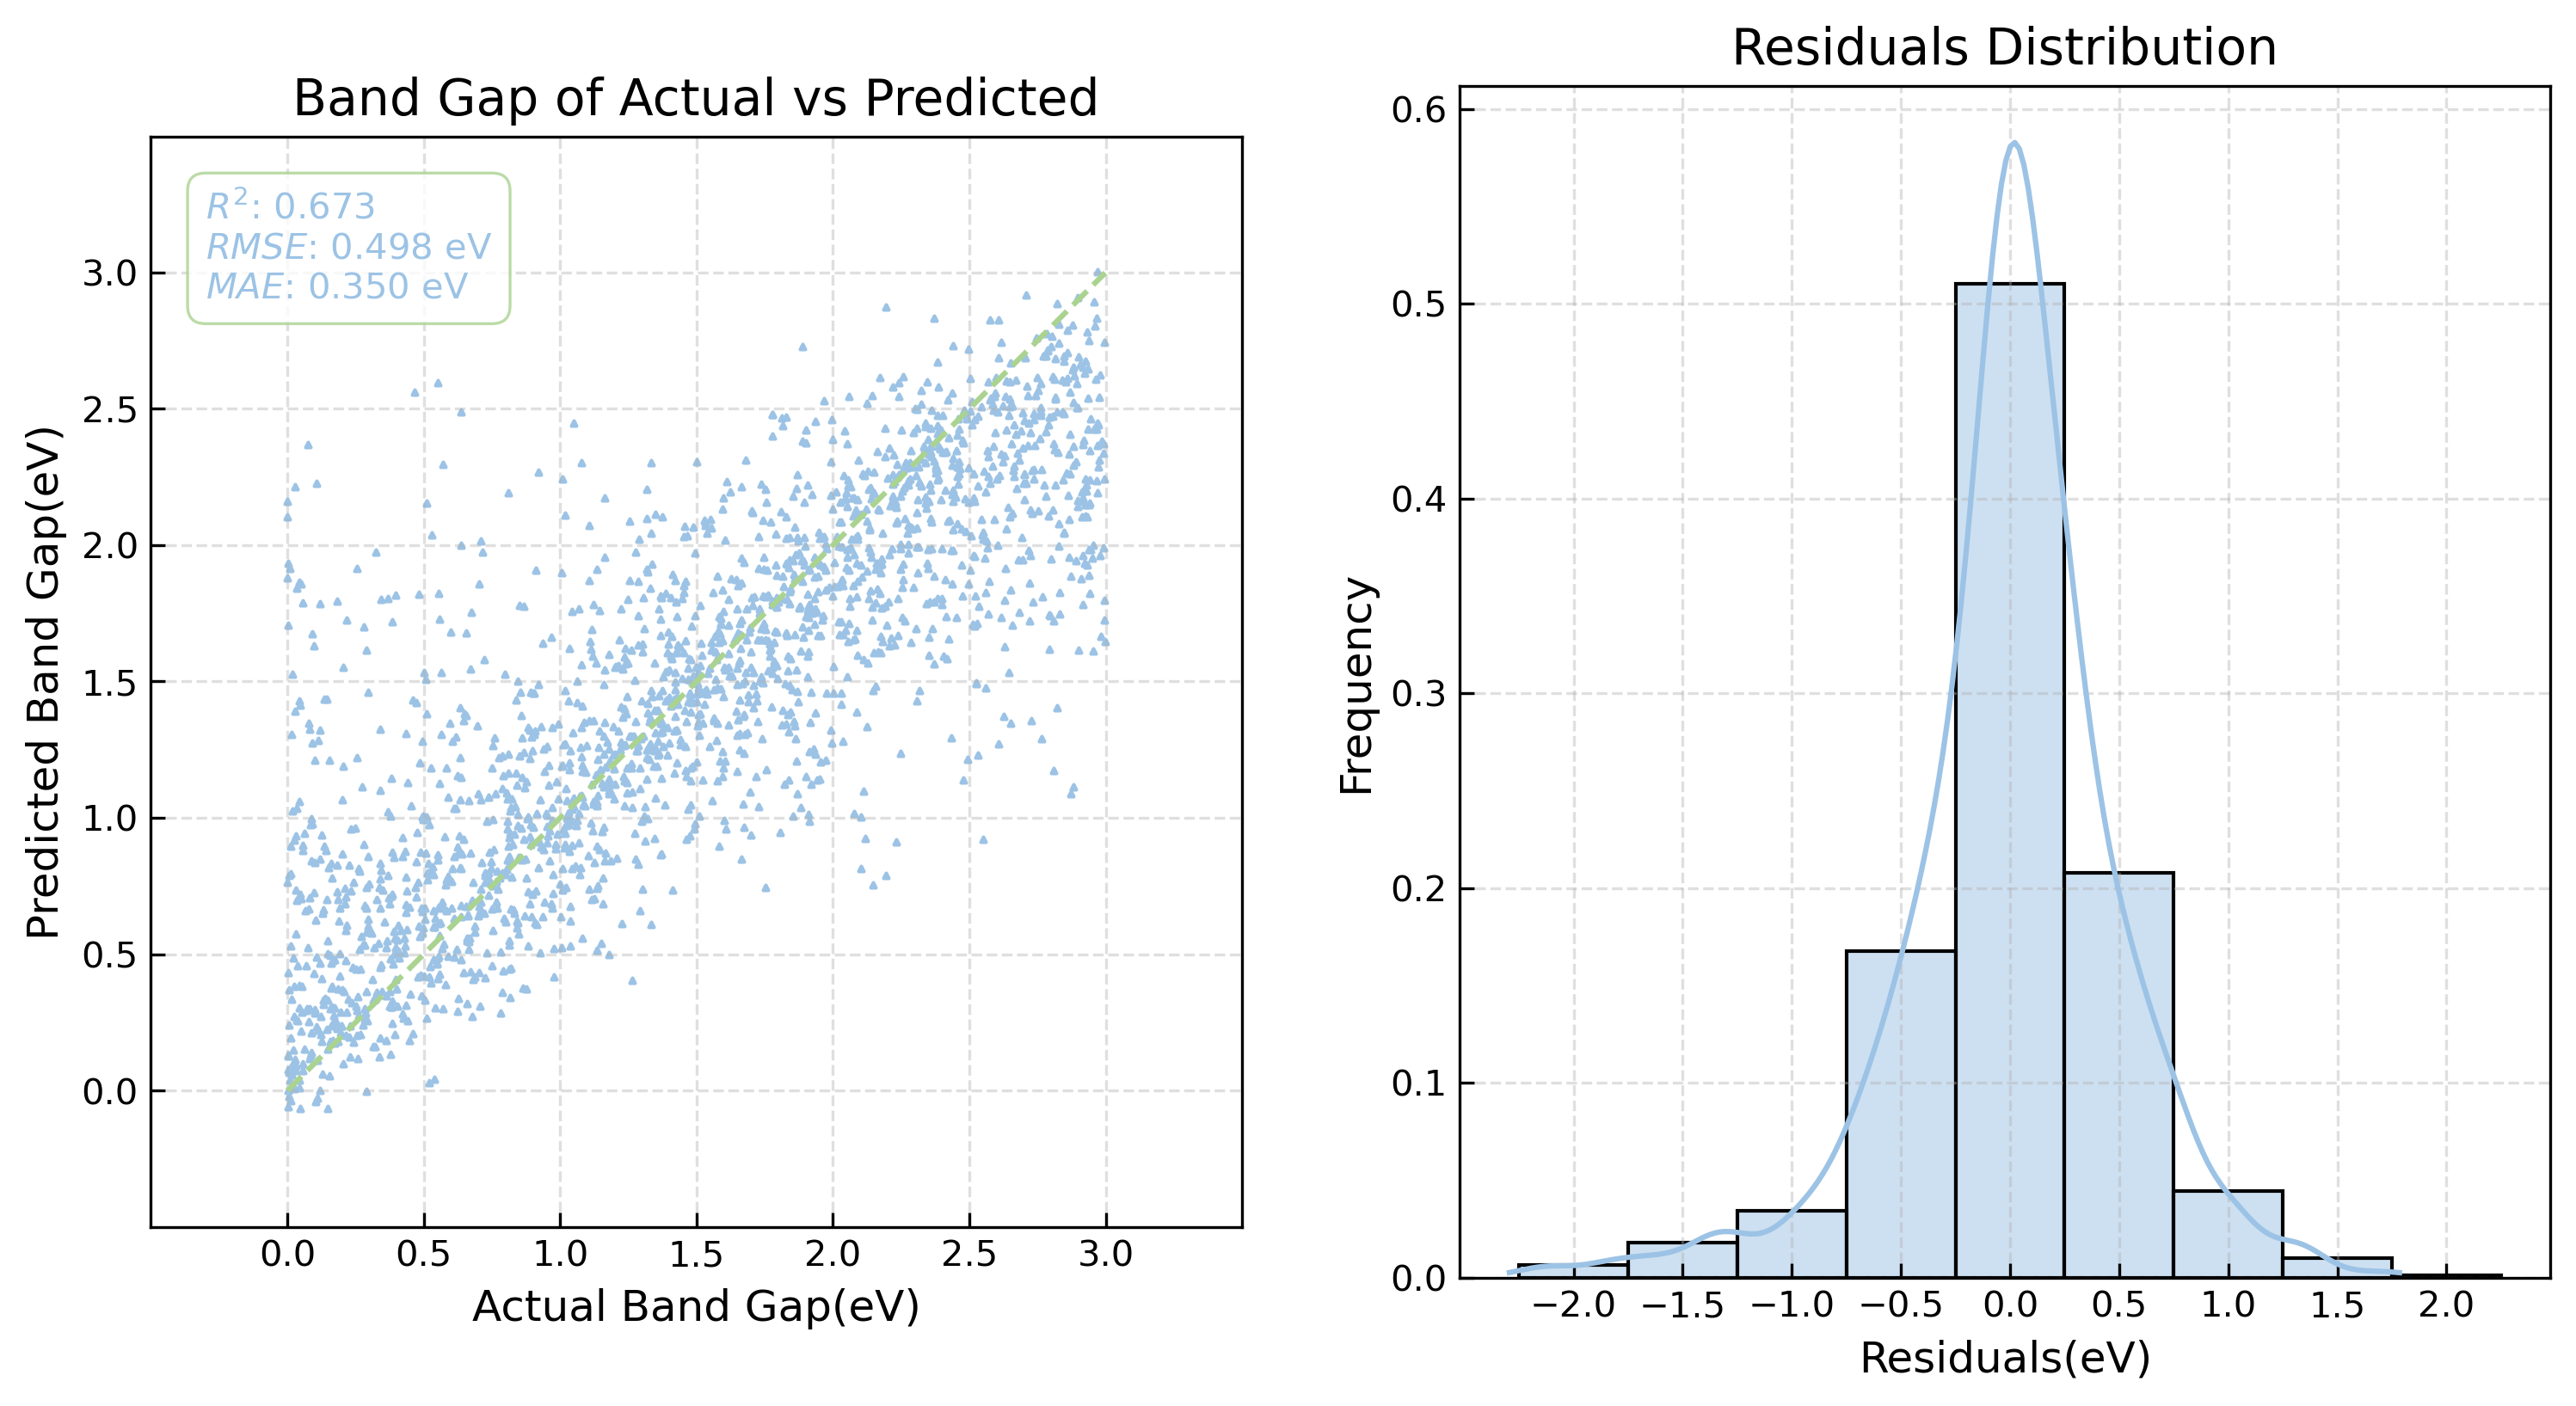 Band Gap of Actual vs Predicted
R²: 0.673
RMSE: 0.498 eV
MAE: 0.350 eV
Predicted Band Gap(eV)
3.0
2.5
2.0
1.5
1.0
0.5
0.0
0.0 0.5 1.0 1.5 2.0 2.5 3.0
Actual Band Gap(eV)
Residuals Distribution
Frequency
0.6
0.5
0.4
0.3
0.2
0.1
0.0
−2.0 −1.5 −1.0 −0.5 0.0 0.5 1.0 1.5 2.0
Residuals(eV)